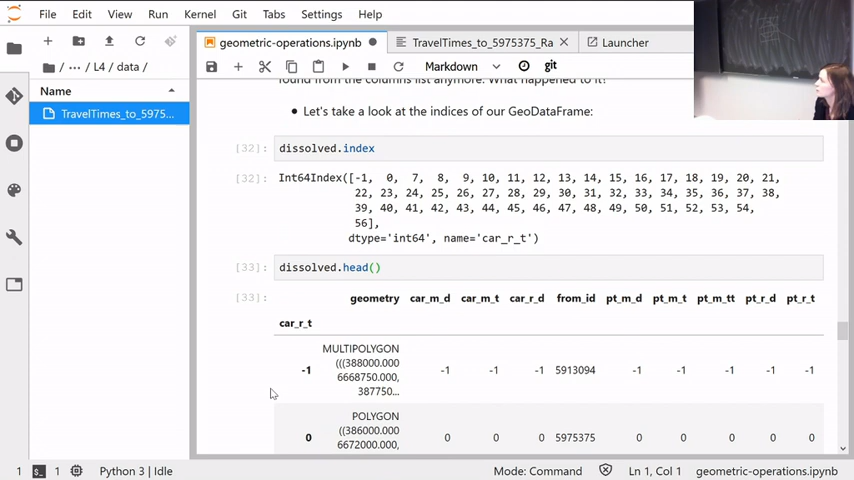 File Edit View Run Kernel Git Tabs Settings Help
geometric-operations.ipynb
TravelTimes_to_5975375_Ra
Launcher
Markdown
git
/ ... / L4 / data /
Name
TravelTimes_to_5975...
found from the columns list anymore. What happened to it?
• Let's take a look at the indices of our GeoDataFrame:
[32]: dissolved.index
[32]: Int64Index([-1, 0, 7, 8, 9, 10, 11, 12, 13, 14, 15, 16, 17, 18, 19, 20, 21,
22, 23, 24, 25, 26, 27, 28, 29, 30, 31, 32, 33, 34, 35, 36, 37, 38,
39, 40, 41, 42, 43, 44, 45, 46, 47, 48, 49, 50, 51, 52, 53, 54,
56],
dtype='int64', name='car_r_t')
[33]: dissolved.head()
[33]: geometry car_m_d car_m_t car_r_d from_id pt_m_d pt_m_t pt_m_tt pt_r_d pt_r_t
car_r_t
MULTIPOLYGON
(((388000.000
-1 6668750.000, -1 -1 -1 5913094 -1 -1 -1 -1 -1
387750...
POLYGON
((386000.000
0 6672000.000, 0 0 0 5975375 0 0 0 0 0
1 1 Python 3 | Idle Mode: Command Ln 1, Col 1 geometric-operations.ipynb